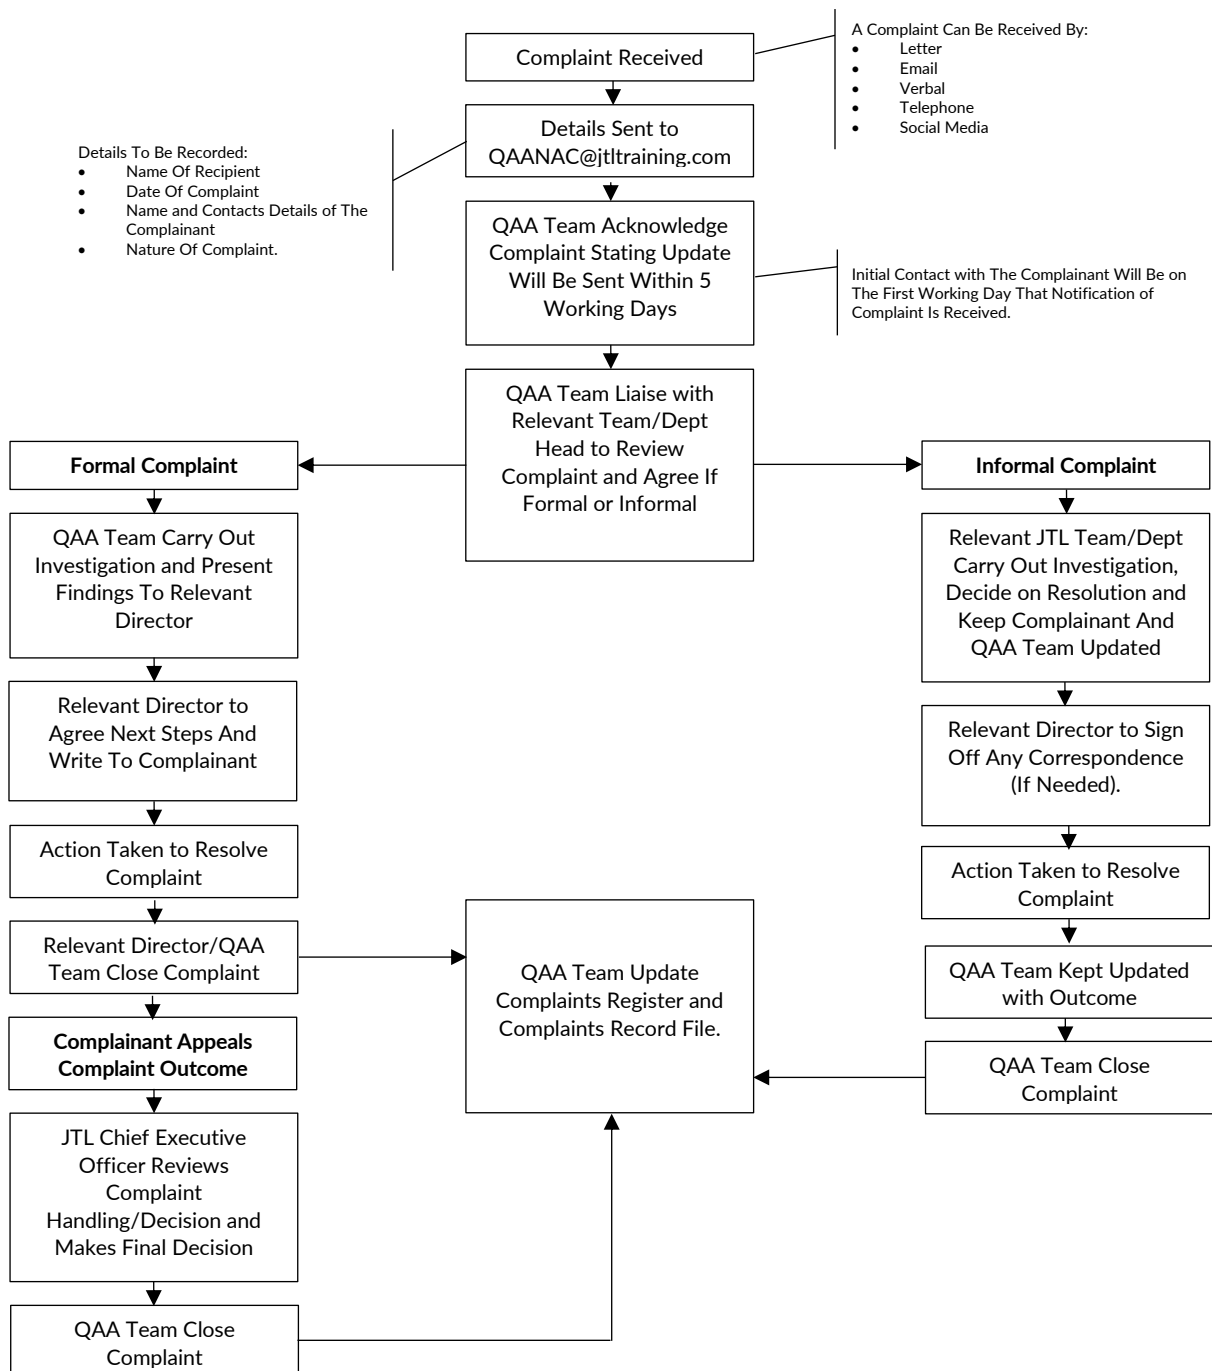 Complaint Received
A Complaint Can Be Received By:
• Letter
• Email
• Verbal
• Telephone
• Social Media
Details Sent to
QAANAC@jtltraining.com
Details To Be Recorded:
• Name Of Recipient
• Date Of Complaint
• Name and Contacts Details of The
Complainant
• Nature Of Complaint.
QAA Team Acknowledge
Complaint Stating Update
Will Be Sent Within 5
Working Days
Initial Contact with The Complainant Will Be on
The First Working Day That Notification of
Complaint Is Received.
QAA Team Liaise with
Relevant Team/Dept
Head to Review
Complaint and Agree If
Formal or Informal
Formal Complaint
QAA Team Carry Out
Investigation and Present
Findings To Relevant
Director
Relevant Director to
Agree Next Steps And
Write To Complainant
Action Taken to Resolve
Complaint
Relevant Director/QAA
Team Close Complaint
Complainant Appeals
Complaint Outcome
JTL Chief Executive
Officer Reviews
Complaint
Handling/Decision and
Makes Final Decision
QAA Team Close
Complaint
Informal Complaint
Relevant JTL Team/Dept
Carry Out Investigation,
Decide on Resolution and
Keep Complainant And
QAA Team Updated
Relevant Director to Sign
Off Any Correspondence
(If Needed).
Action Taken to Resolve
Complaint
QAA Team Kept Updated
with Outcome
QAA Team Close
Complaint
QAA Team Update
Complaints Register and
Complaints Record File.